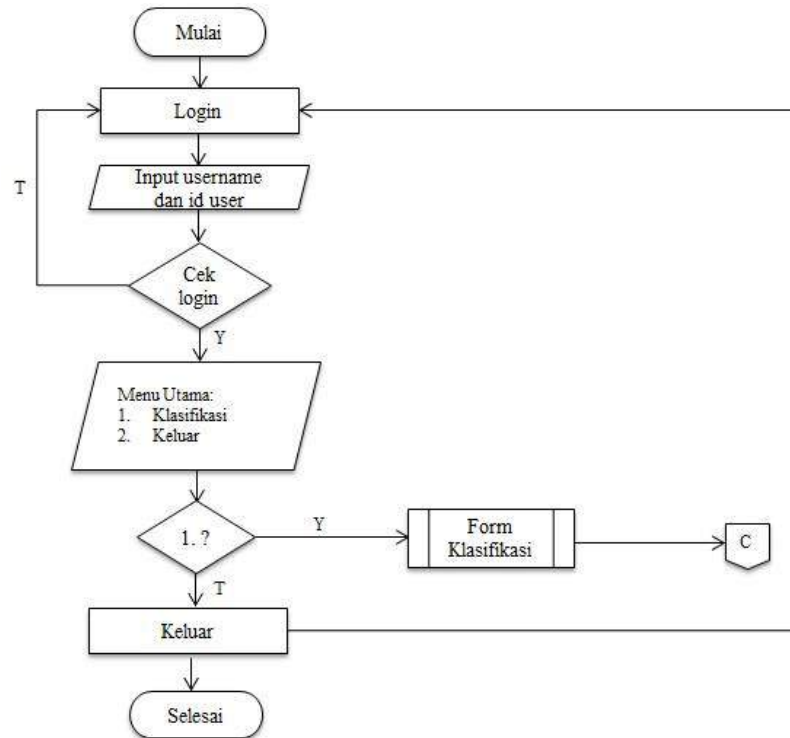 Mulai
Login
T
Input username
dan id user
Cek
login
Y
Menu Utama:
1. Klasifikasi
2. Keluar
1. ?
Y
Form
Klasifikasi
C
T
Keluar
Selesai